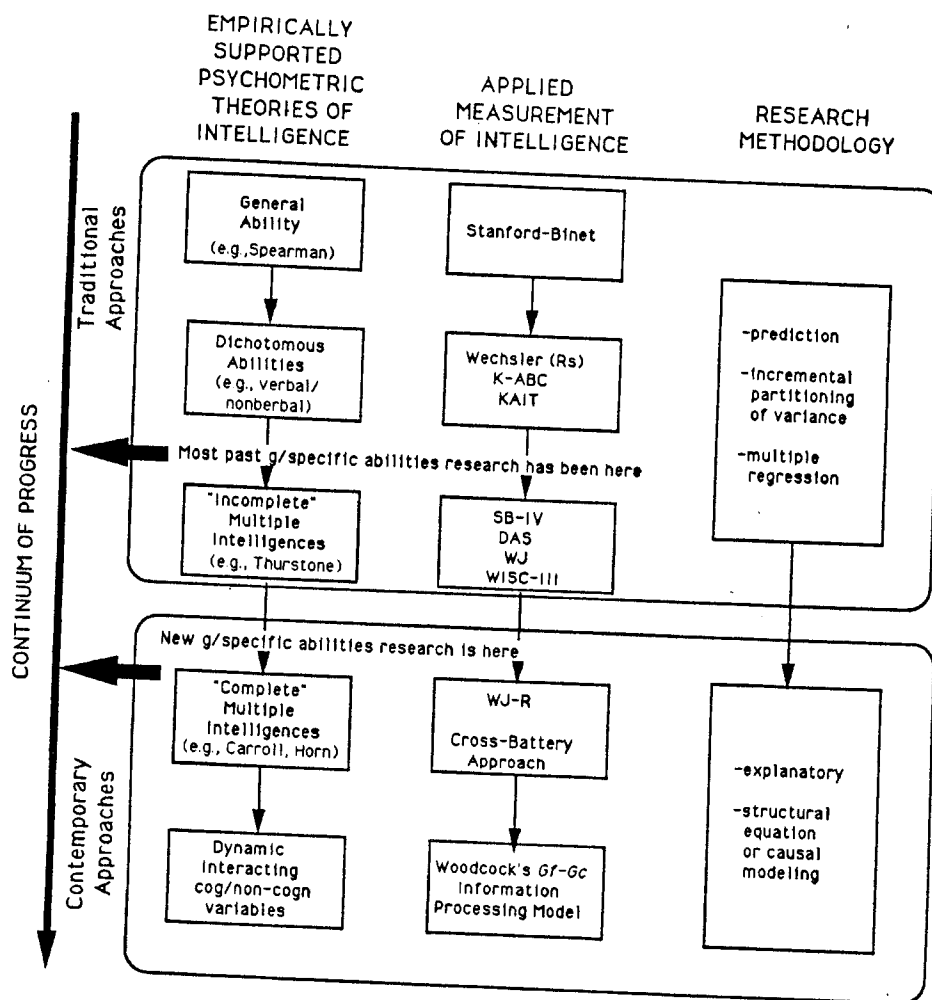 EMPIRICALLY
SUPPORTED
PSYCHOMETRIC
THEORIES OF
INTELLIGENCE
APPLIED
MEASUREMENT
OF INTELLIGENCE
RESEARCH
METHODOLOGY
CONTINUUM OF PROGRESS
Traditional
Approaches
General
Ability
(e.g.,Spearman)
Stanford-Binet
Dichotomous
Abilities
(e.g., verbal/
nonberbal)
Wechsler (Rs)
K-ABC
KAIT
-prediction
-incremental
partitioning
of variance
-multiple
regression
Most past g/specific abilities research has been here
"Incomplete"
Multiple
Intelligences
(e.g., Thurstone)
SB-IV
DAS
WJ
WISC-III
Contemporary
Approaches
New g/specific abilities research is here
"Complete"
Multiple
Intelligences
(e.g., Carroll, Horn)
WJ-R
Cross-Battery
Approach
-explanatory
-structural
equation
or causal
modeling
Dynamic
Interacting
cog/non-cogn
variables
Woodcock's Gf-Gc
Information
Processing Model